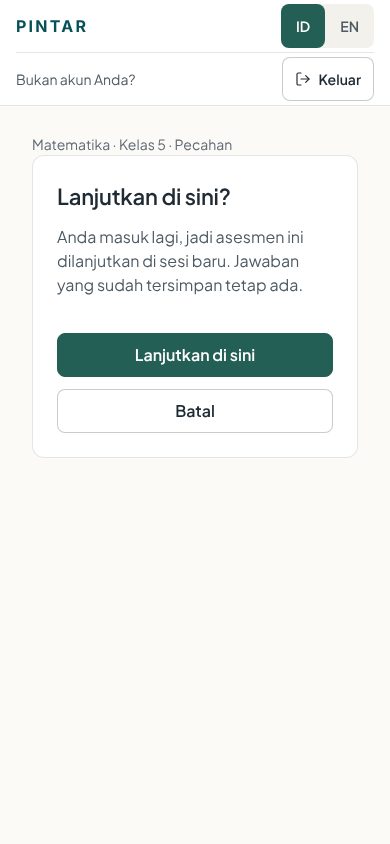 PINTAR
ID
EN
Bukan akun Anda?
Keluar
Matematika · Kelas 5 · Pecahan
Lanjutkan di sini?
Anda masuk lagi, jadi asesmen ini
dilanjutkan di sesi baru. Jawaban
yang sudah tersimpan tetap ada.
Lanjutkan di sini
Batal